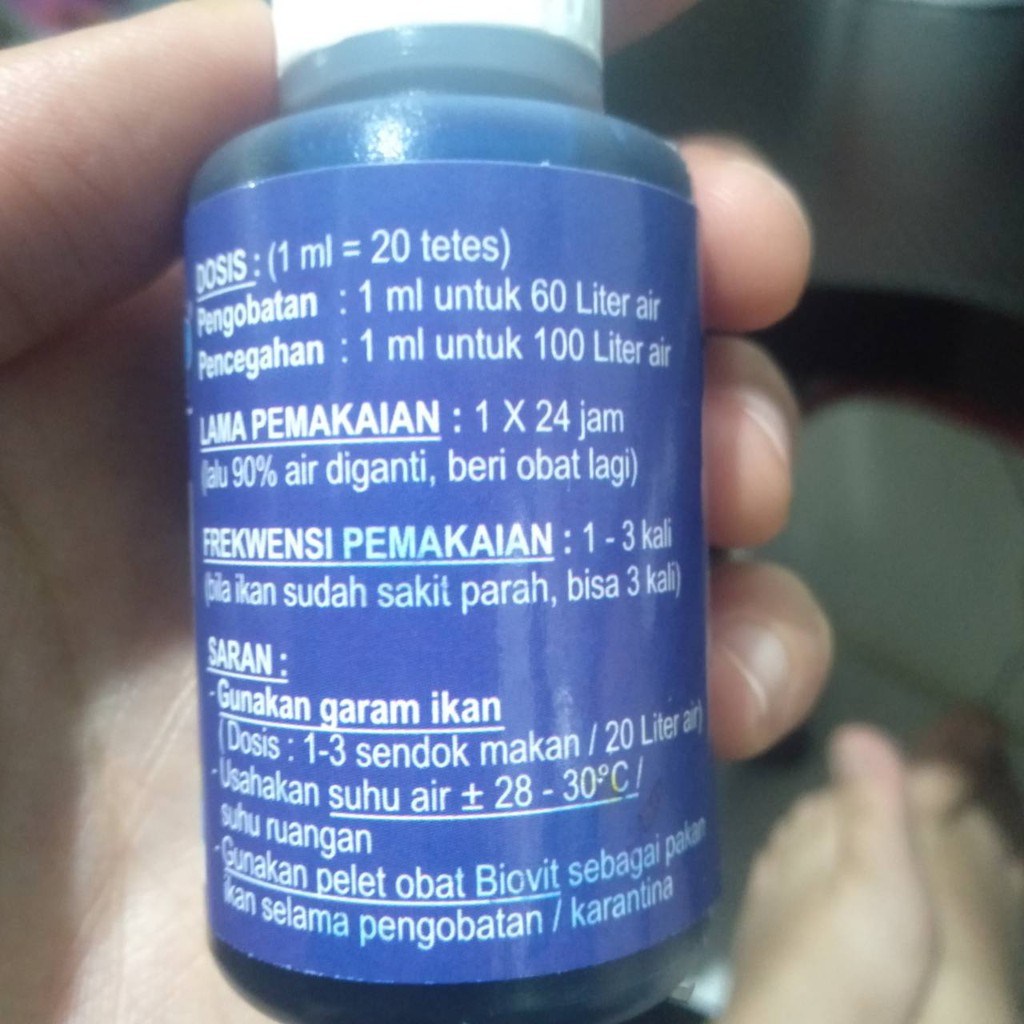 DOSIS : (1 ml = 20 tetes)
Pengobatan : 1 ml untuk 60 Liter air
Pencegahan : 1 ml untuk 100 Liter air
LAMA PEMAKAIAN : 1 X 24 jam
(lalu 90% air diganti, beri obat lagi)
FREKWENSI PEMAKAIAN : 1 - 3 kali
(bila ikan sudah sakit parah, bisa 3 kali)
SARAN :
-Gunakan garam ikan
(Dosis : 1-3 sendok makan / 20 Liter air)
-Usahakan suhu air ± 28 - 30°C /
suhu ruangan
-Gunakan pelet obat Biovit sebagai pakan
ikan selama pengobatan / karantina